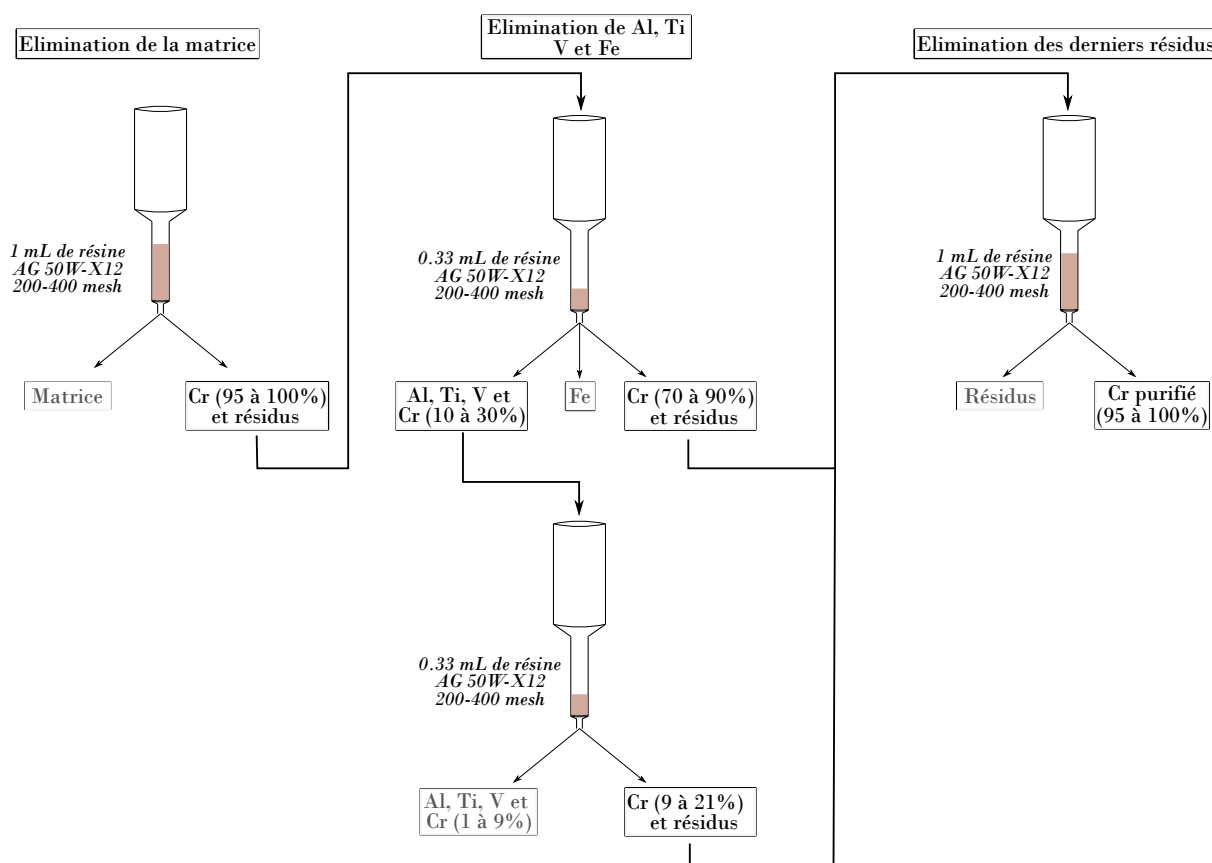 Elimination de la matrice
Elimination de Al, Ti
V et Fe
Elimination des derniers résidus
1 mL de résine
AG 50W-X12
200-400 mesh
0.33 mL de résine
AG 50W-X12
200-400 mesh
1 mL de résine
AG 50W-X12
200-400 mesh
Matrice
Cr (95 à 100%)
et résidus
Al, Ti, V et
Cr (10 à 30%)
Fe
Cr (70 à 90%)
et résidus
Résidus
Cr purifié
(95 à 100%)
0.33 mL de résine
AG 50W-X12
200-400 mesh
Al, Ti, V et
Cr (1 à 9%)
Cr (9 à 21%)
et résidus